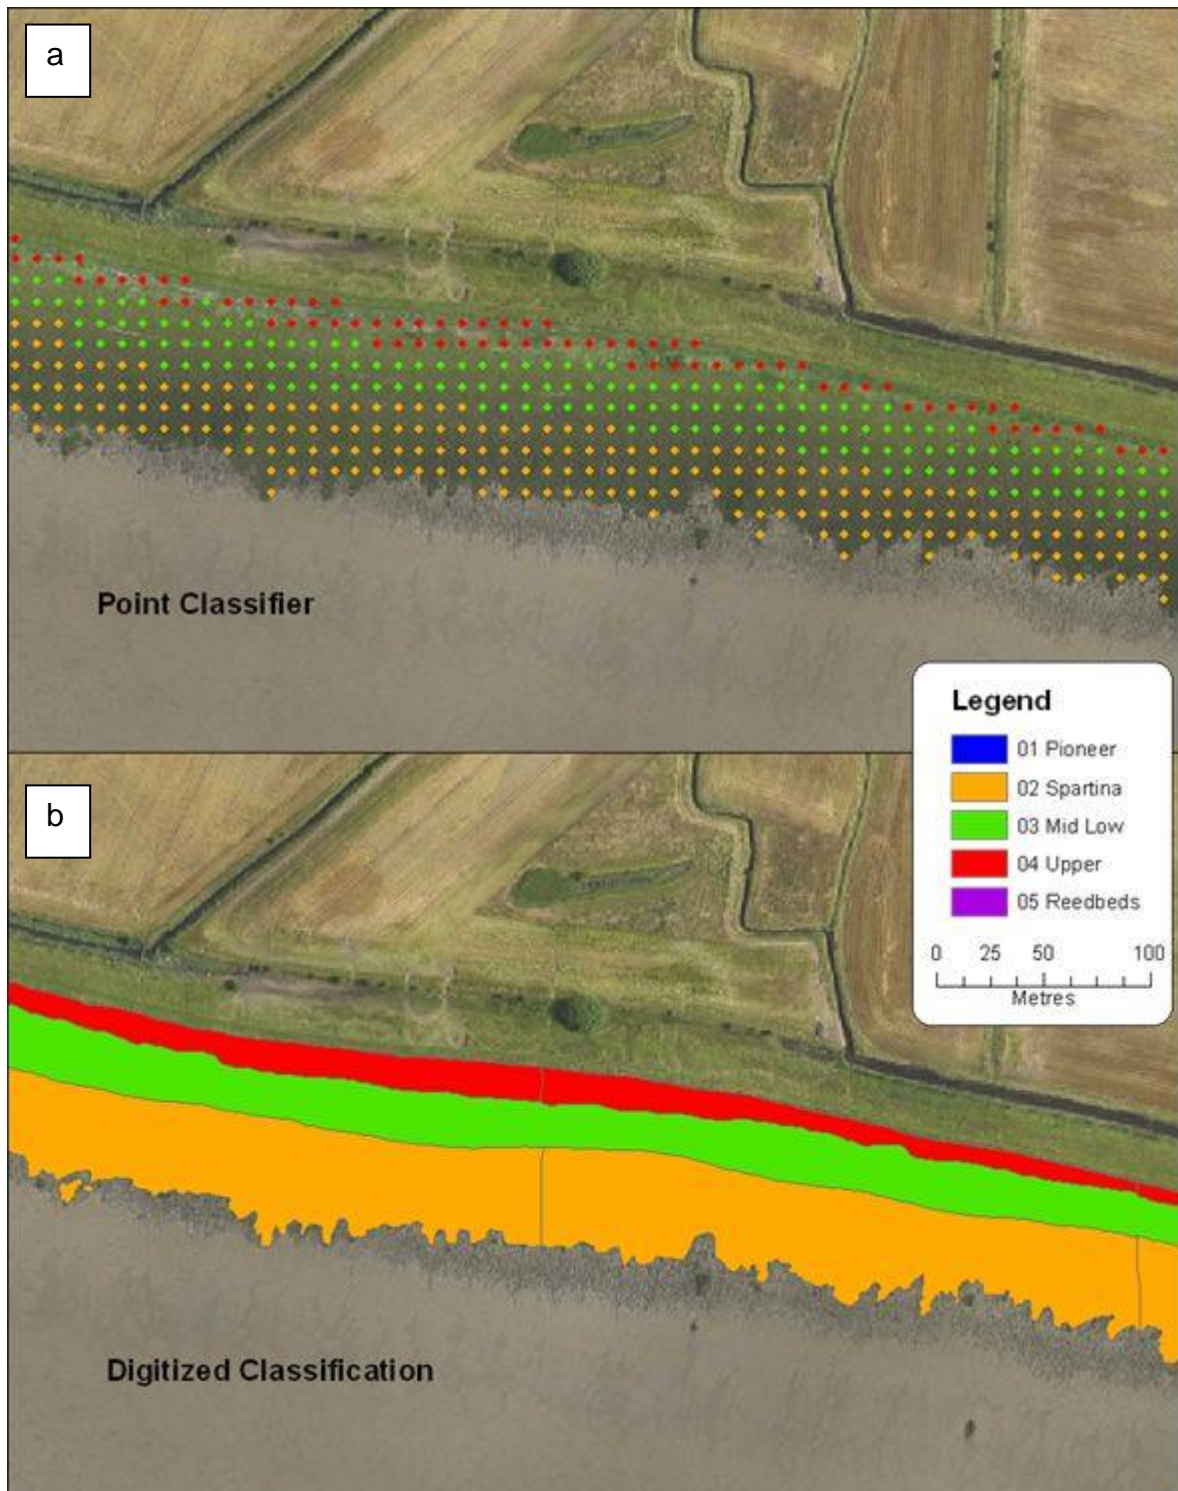 a
Point Classifier
Legend
01 Pioneer
02 Spartina
03 Mid Low
04 Upper
05 Reedbeds
0 25 50 100
Metres
b
Digitized Classification